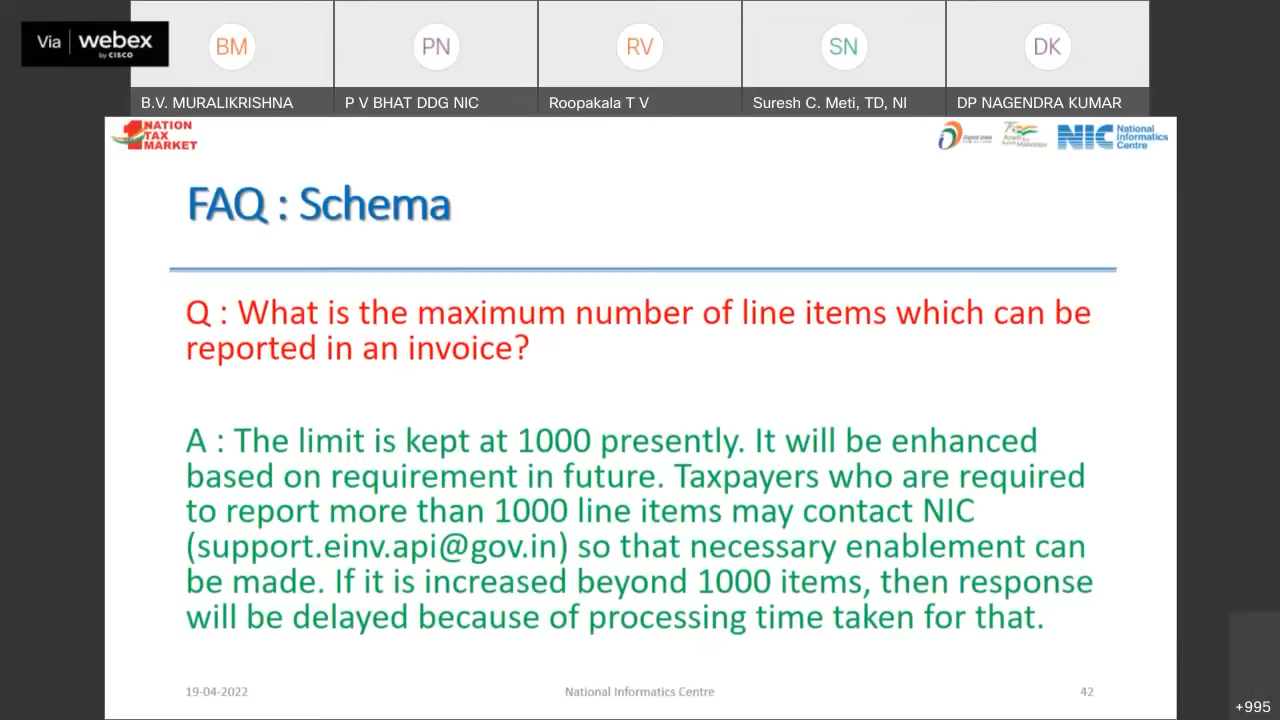 Via webex
by CISCO
BM
PN
RV
SN
DK
B.V. MURALIKRISHNA
P V BHAT DDG NIC
Roopakala T V
Suresh C. Meti, TD, NI
DP NAGENDRA KUMAR
1 NATION
TAX
MARKET
NIC National
Informatics
Centre
FAQ : Schema
Q : What is the maximum number of line items which can be
reported in an invoice?
A : The limit is kept at 1000 presently. It will be enhanced
based on requirement in future. Taxpayers who are required
to report more than 1000 line items may contact NIC
(support.einv.api@gov.in) so that necessary enablement can
be made. If it is increased beyond 1000 items, then response
will be delayed because of processing time taken for that.
19-04-2022
National Informatics Centre
42
+995